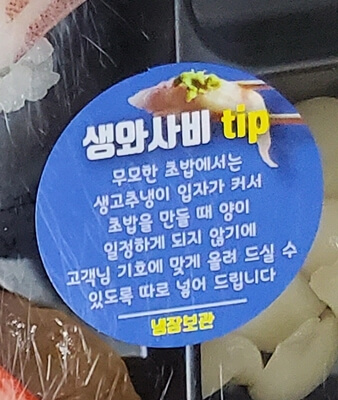 생와사비 tip
무모한 초밥에서는
생고추냉이 입자가 커서
초밥을 만들 때 양이
일정하게 되지 않기에
고객님 기호에 맞게 올려 드실 수
있도록 따로 넣어 드립니다
냉장보관